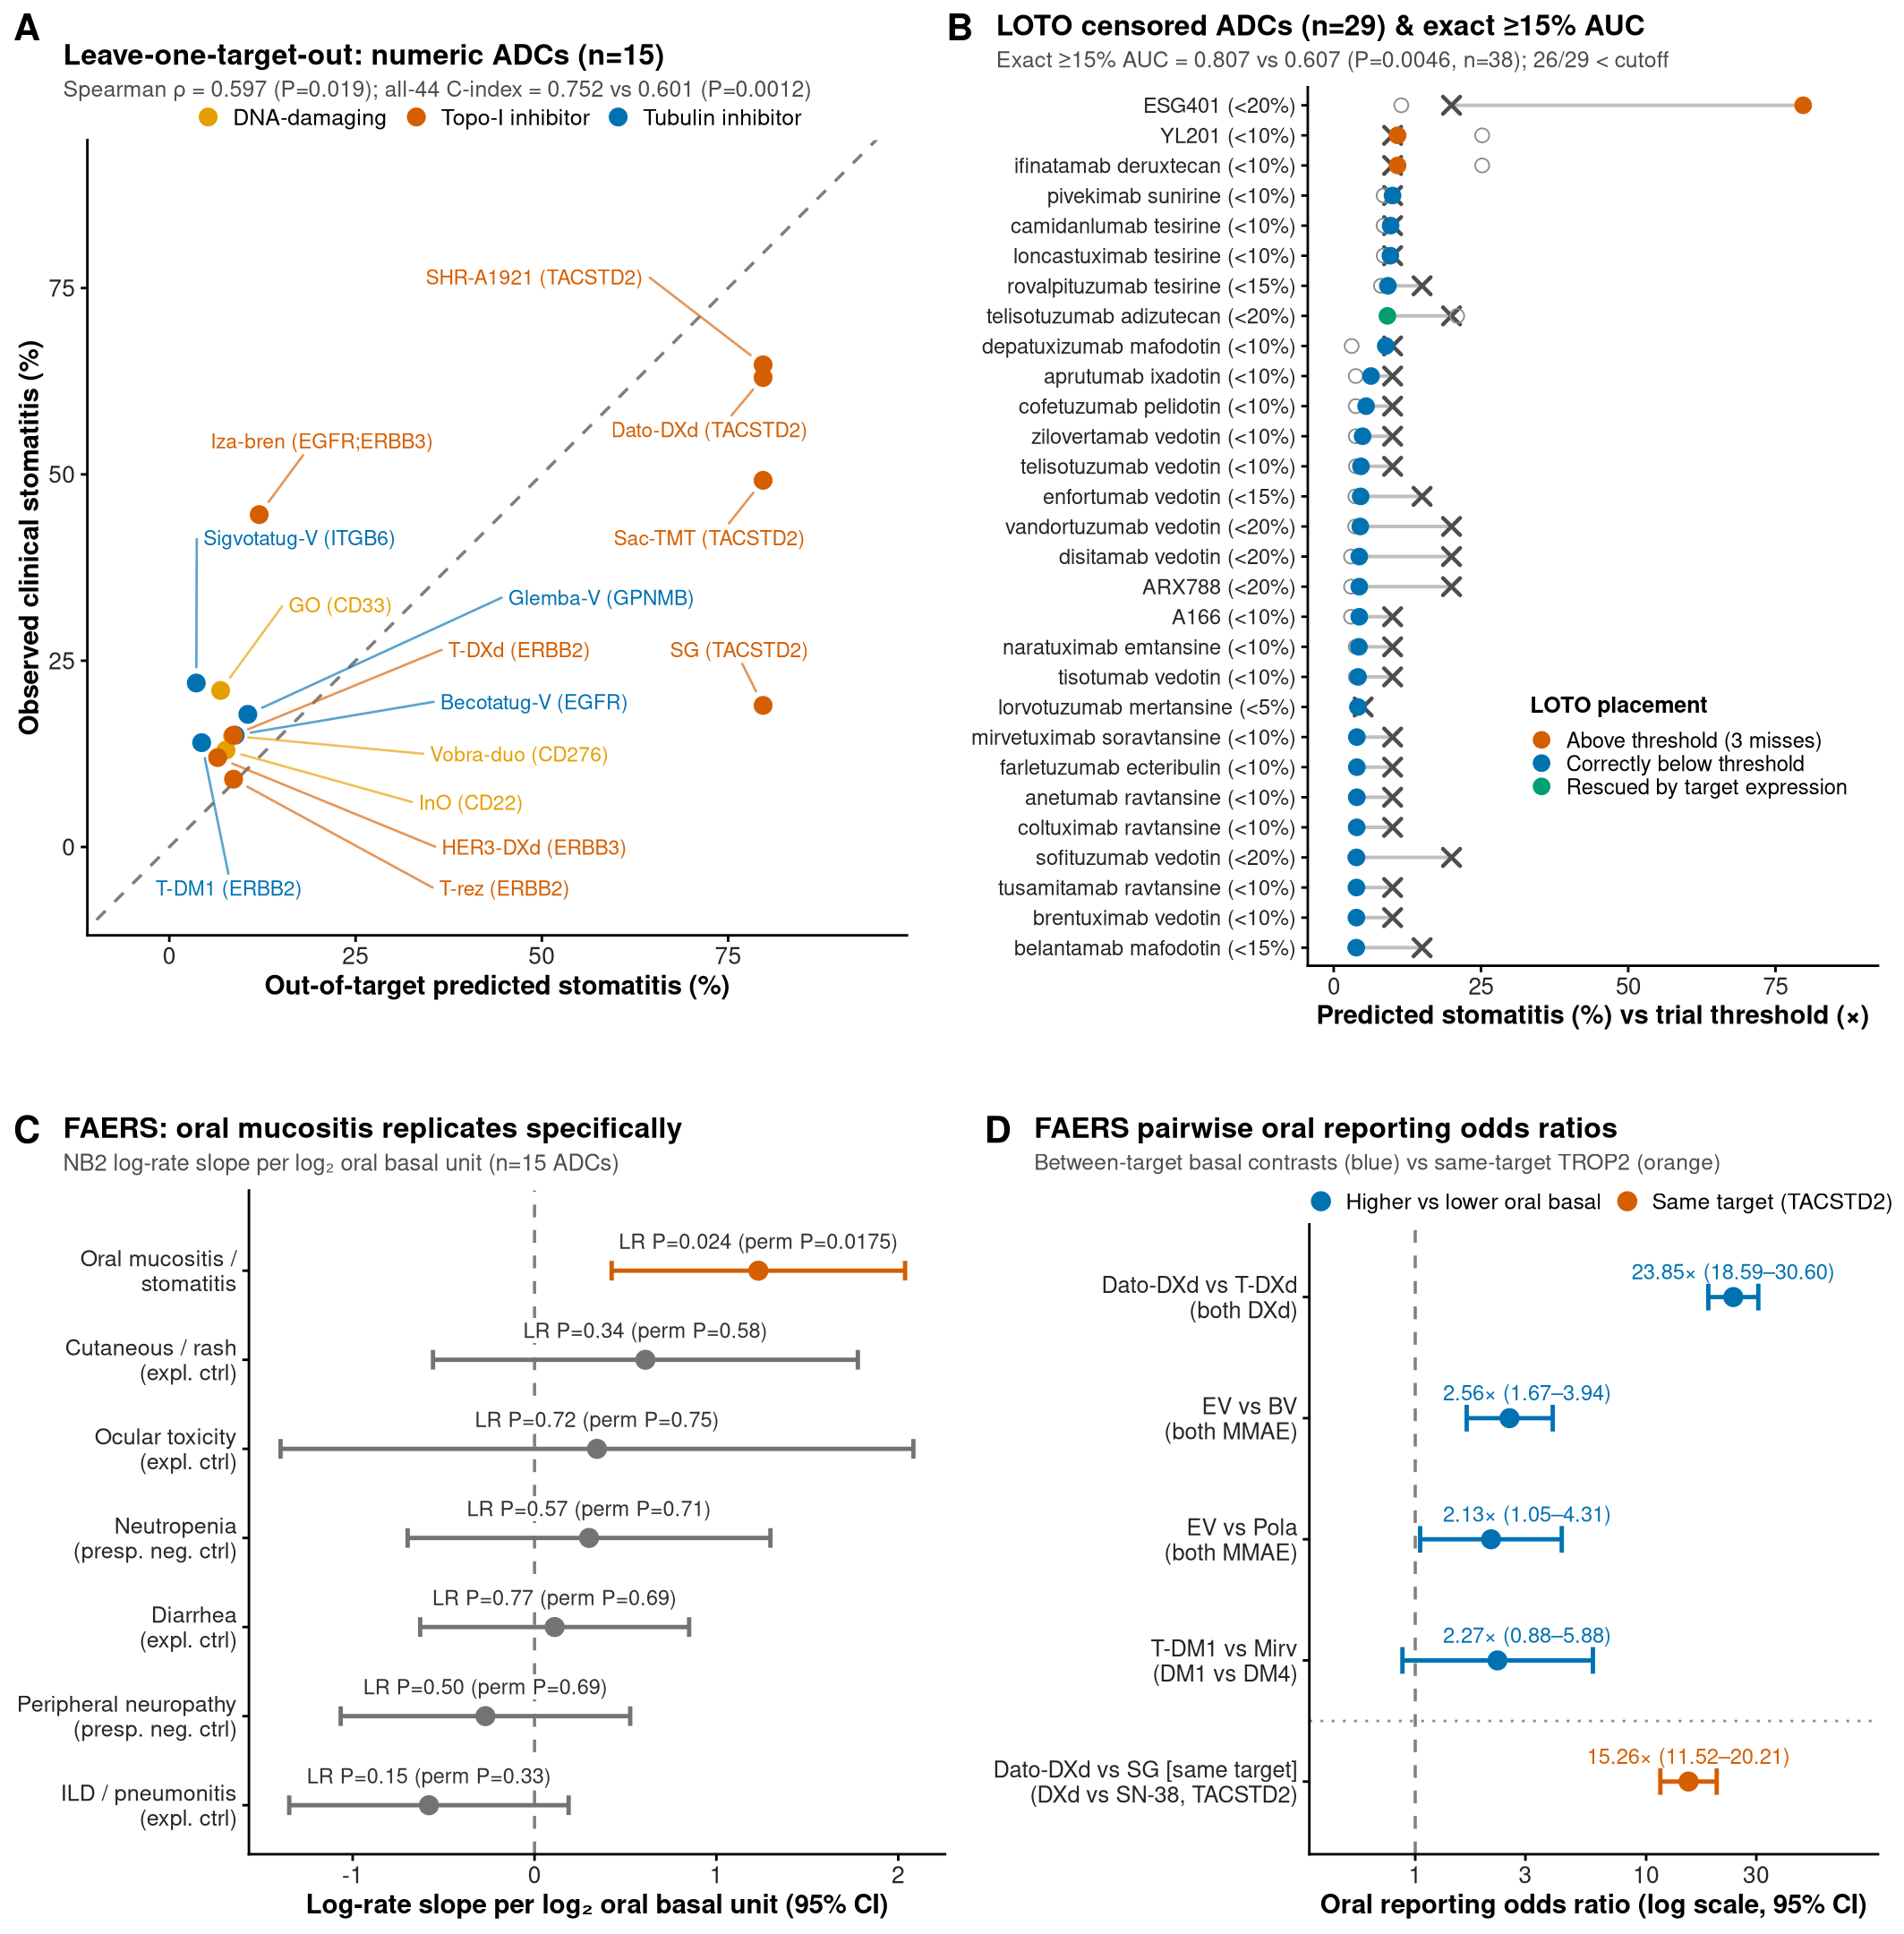 A
Leave-one-target-out: numeric ADCs (n=15)
Spearman ρ = 0.597 (P=0.019); all-44 C-index = 0.752 vs 0.601 (P=0.0012)
DNA-damaging
Topo-I inhibitor
Tubulin inhibitor
Observed clinical stomatitis (%)
75
50
25
0
SHR-A1921 (TACSTD2)
Dato-DXd (TACSTD2)
Iza-bren (EGFR;ERBB3)
Sac-TMT (TACSTD2)
Sigvotatug-V (ITGB6)
GO (CD33)
Glemba-V (GPNMB)
T-DXd (ERBB2)
SG (TACSTD2)
Becotatug-V (EGFR)
Vobra-duo (CD276)
InO (CD22)
HER3-DXd (ERBB3)
T-DM1 (ERBB2)
T-rez (ERBB2)
0
25
50
75
Out-of-target predicted stomatitis (%)
B
LOTO censored ADCs (n=29) & exact ≥15% AUC
Exact ≥15% AUC = 0.807 vs 0.607 (P=0.0046, n=38); 26/29 < cutoff
ESG401 (<20%)
YL201 (<10%)
ifinatamab deruxtecan (<10%)
pivekimab sunirine (<10%)
camidanlumab tesirine (<10%)
loncastuximab tesirine (<10%)
rovalpituzumab tesirine (<15%)
telisotuzumab adizutecan (<20%)
depatuxizumab mafodotin (<10%)
aprutumab ixadotin (<10%)
cofetuzumab pelidotin (<10%)
zilovertamab vedotin (<10%)
telisotuzumab vedotin (<10%)
enfortumab vedotin (<15%)
vandortuzumab vedotin (<20%)
disitamab vedotin (<20%)
ARX788 (<20%)
A166 (<10%)
naratuximab emtansine (<10%)
tisotumab vedotin (<10%)
lorvotuzumab mertansine (<5%)
mirvetuximab soravtansine (<10%)
farletuzumab ecteribulin (<10%)
anetumab ravtansine (<10%)
coltuximab ravtansine (<10%)
sofituzumab vedotin (<20%)
tusamitamab ravtansine (<10%)
brentuximab vedotin (<10%)
belantamab mafodotin (<15%)
LOTO placement
Above threshold (3 misses)
Correctly below threshold
Rescued by target expression
0
25
50
75
Predicted stomatitis (%) vs trial threshold (×)
C
FAERS: oral mucositis replicates specifically
NB2 log-rate slope per log₂ oral basal unit (n=15 ADCs)
Oral mucositis /
stomatitis
LR P=0.024 (perm P=0.0175)
Cutaneous / rash
(expl. ctrl)
LR P=0.34 (perm P=0.58)
Ocular toxicity
(expl. ctrl)
LR P=0.72 (perm P=0.75)
Neutropenia
(presp. neg. ctrl)
LR P=0.57 (perm P=0.71)
Diarrhea
(expl. ctrl)
LR P=0.77 (perm P=0.69)
Peripheral neuropathy
(presp. neg. ctrl)
LR P=0.50 (perm P=0.69)
ILD / pneumonitis
(expl. ctrl)
LR P=0.15 (perm P=0.33)
-1
0
1
2
Log-rate slope per log₂ oral basal unit (95% CI)
D
FAERS pairwise oral reporting odds ratios
Between-target basal contrasts (blue) vs same-target TROP2 (orange)
Higher vs lower oral basal
Same target (TACSTD2)
Dato-DXd vs T-DXd
(both DXd)
23.85× (18.59–30.60)
EV vs BV
(both MMAE)
2.56× (1.67–3.94)
EV vs Pola
(both MMAE)
2.13× (1.05–4.31)
T-DM1 vs Mirv
(DM1 vs DM4)
2.27× (0.88–5.88)
Dato-DXd vs SG [same target]
(DXd vs SN-38, TACSTD2)
15.26× (11.52–20.21)
1
3
10
30
Oral reporting odds ratio (log scale, 95% CI)